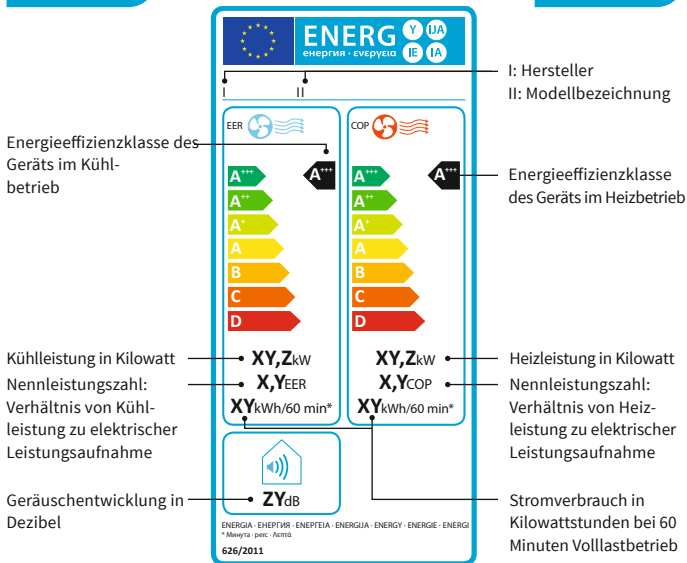 ENERG Y IJA
енергия · ενεργεια IE IA
I II
I: Hersteller
II: Modellbezeichnung
EER
COP
Energieeffizienzklasse des
Geräts im Kühl-
betrieb
A+++
A+++
A++
A+
A
B
C
D
A+++
A+++
A++
A+
A
B
C
D
Energieeffizienzklasse
des Geräts im Heizbetrieb
Kühlleistung in Kilowatt
Nennleistungszahl:
Verhältnis von Kühl-
leistung zu elektrischer
Leistungsaufnahme
XY,ZkW
X,YEER
XYkWh/60 min*
XY,ZkW
X,YCOP
XYkWh/60 min*
Heizleistung in Kilowatt
Nennleistungszahl:
Verhältnis von Heiz-
leistung zu elektrischer
Leistungsaufnahme
Geräuschentwicklung in
Dezibel
ZYdB
Stromverbrauch in
Kilowattstunden bei 60
Minuten Volllastbetrieb
ENERGIA · ЕНЕРГИЯ · ΕΝΕΡΓΕΙΑ · ENERGIJA · ENERGY · ENERGIE · ENERGI
* Минута · perc · Λεπτά
626/2011